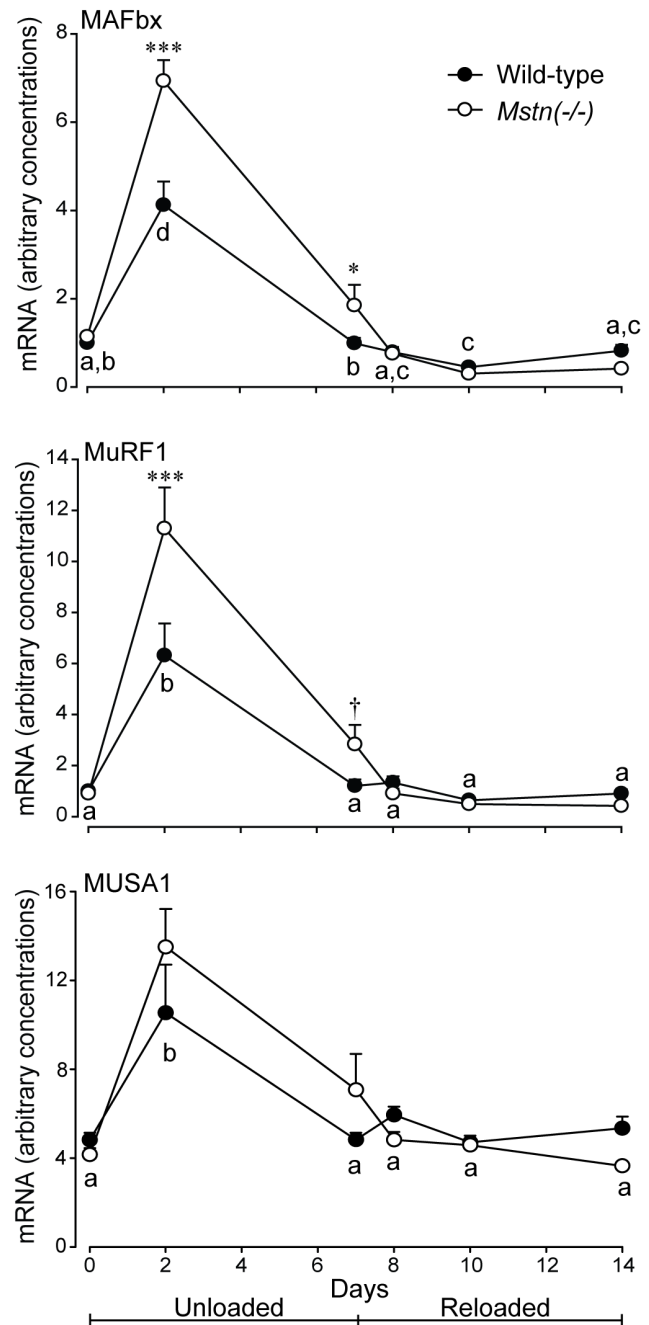 MAFbx
mRNA (arbitrary concentrations)
8
6
4
2
0
***
d
*
a,b
b
a,c
c
a,c
Wild-type
Mstn(-/-)
MuRF1
mRNA (arbitrary concentrations)
14
12
10
8
6
4
2
0
***
b
†
a
a
a
a
a
MUSA1
mRNA (arbitrary concentrations)
16
12
8
4
0
b
a
a
a
a
a
0 2 4 6 8 10 14
Days
Unloaded Reloaded